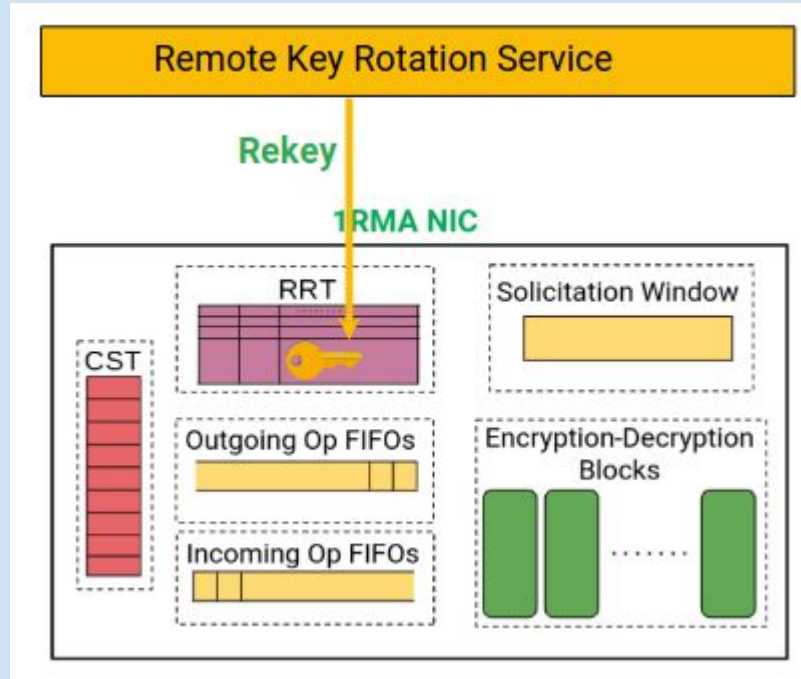 Remote Key Rotation Service
Rekey
1RMA NIC
RRT
Solicitation Window
CST
Outgoing Op FIFOs
Encryption-Decryption
Blocks
Incoming Op FIFOs